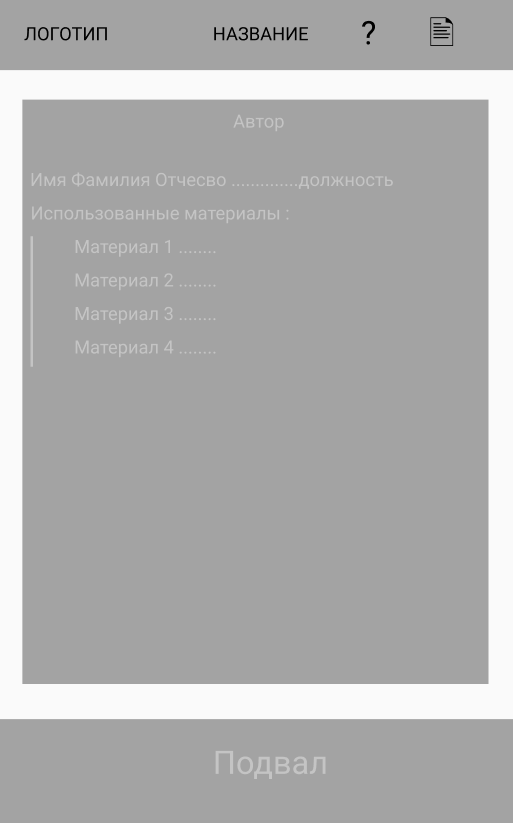 ЛОГОТИП НАЗВАНИЕ ?
Автор
Имя Фамилия Отчесво ..............должность
Использованные материалы :
Материал 1 ........
Материал 2 ........
Материал 3 ........
Материал 4 ........
Подвал